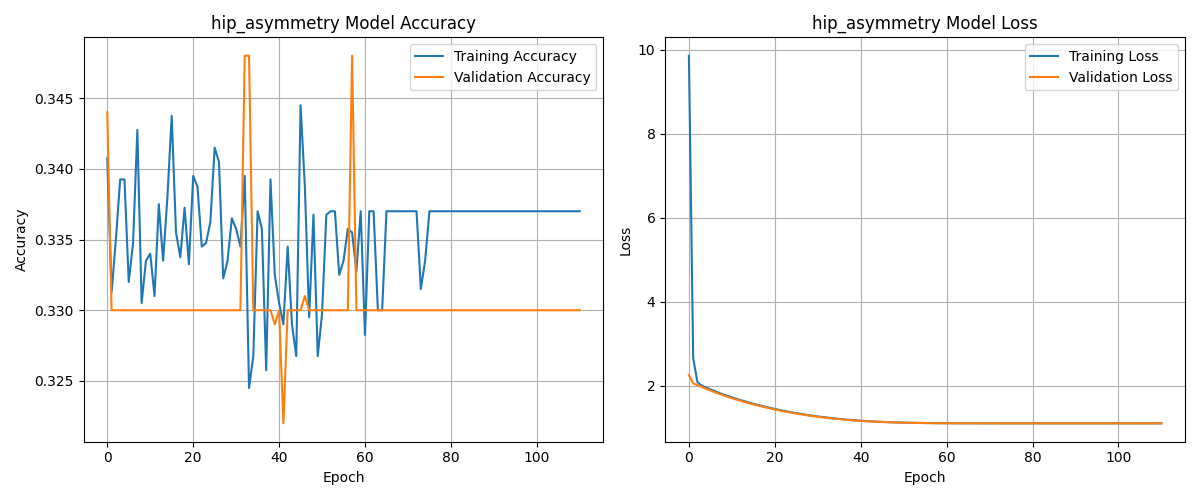 hip_asymmetry Model Accuracy
Training Accuracy
Validation Accuracy
0.345
0.340
0.335
0.330
0.325
Accuracy
0 20 40 60 80 100
Epoch
hip_asymmetry Model Loss
Training Loss
Validation Loss
10
8
6
4
2
Loss
0 20 40 60 80 100
Epoch